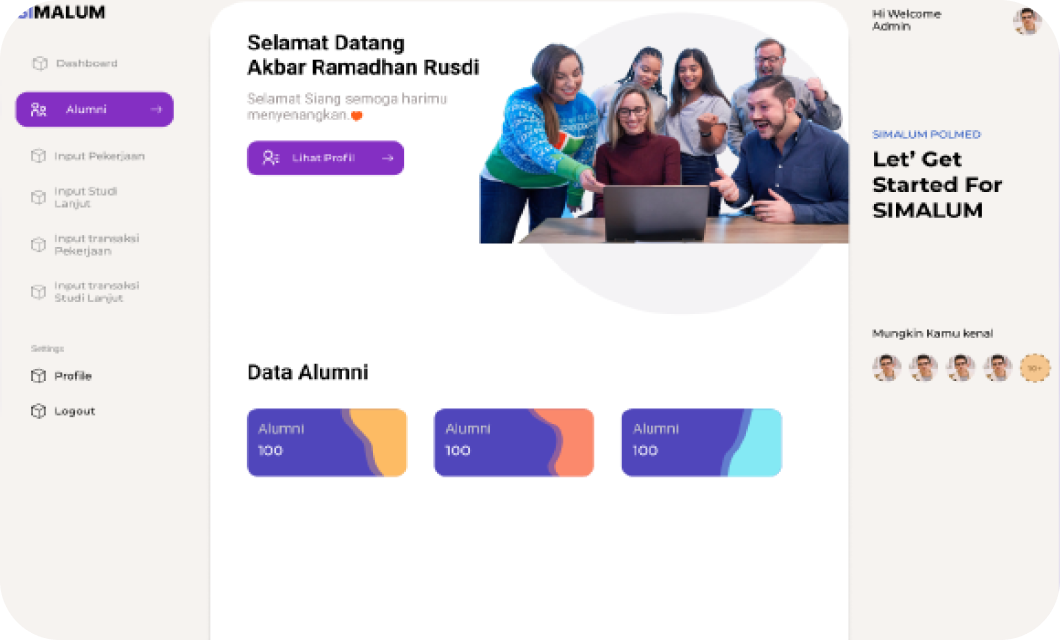 SIMALUM
Dashboard
Alumni
Input Pekerjaan
Input Studi
Lanjut
Input transaksi
Pekerjaan
Input transaksi
Studi Lanjut
Settings
Profile
Logout
Selamat Datang
Akbar Ramadhan Rusdi
Selamat Siang semoga harimu
menyenangkan.
Lihat Profil
Data Alumni
Alumni
100
Alumni
100
Alumni
100
Hi Welcome
Admin
SIMALUM POLMED
Let' Get
Started For
SIMALUM
Mungkin Kamu kenal
10+